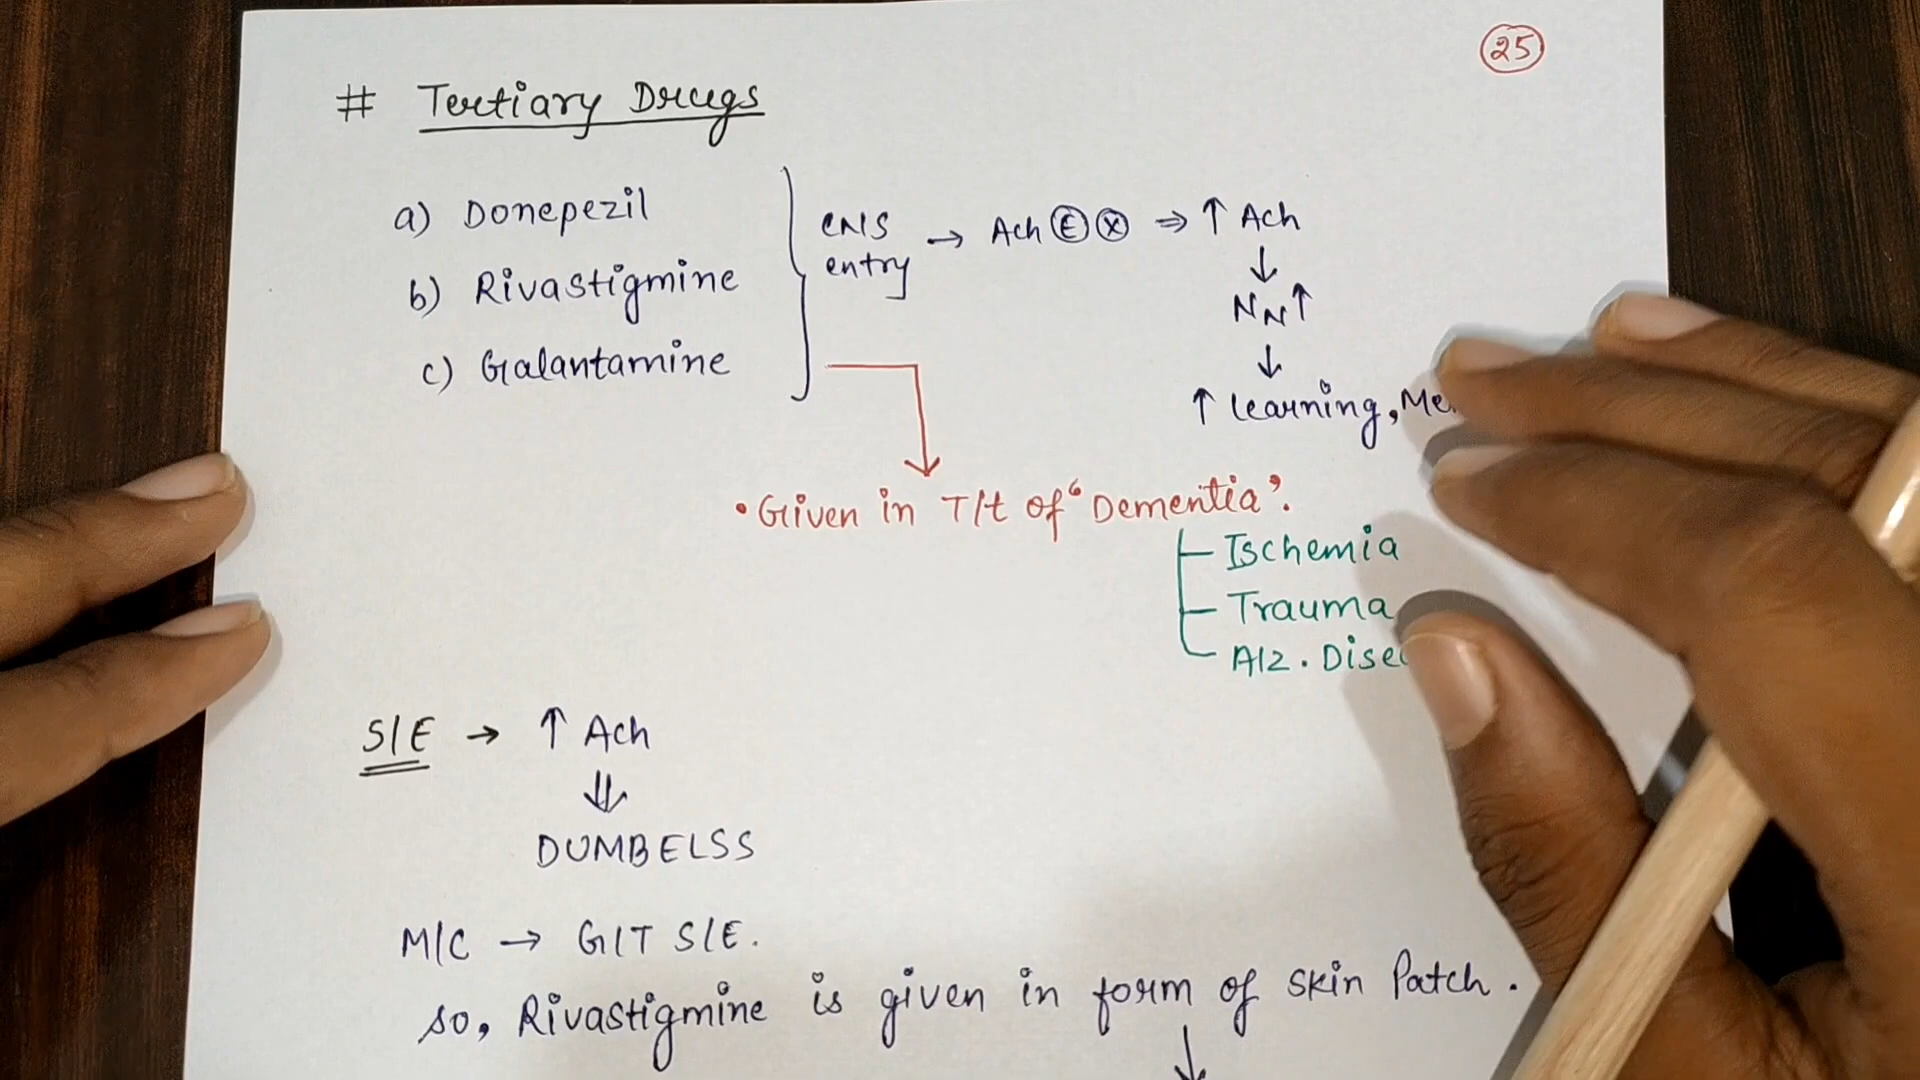 25
# Tertiary Drugs
a) Donepezil
b) Rivastigmine
c) Galantamine
CNS entry → Ach Ⓔ ⓧ ⇒ ↑ Ach
↓
NN ↑
↓
↑ learning,
• Given in T/t of "Dementia".
Ischemia
Trauma
Alz.
S/E → ↑ Ach
⇓
DUMBELSS
M/C → GIT S/E.
so, Rivastigmine is given in form of skin Patch.
↓